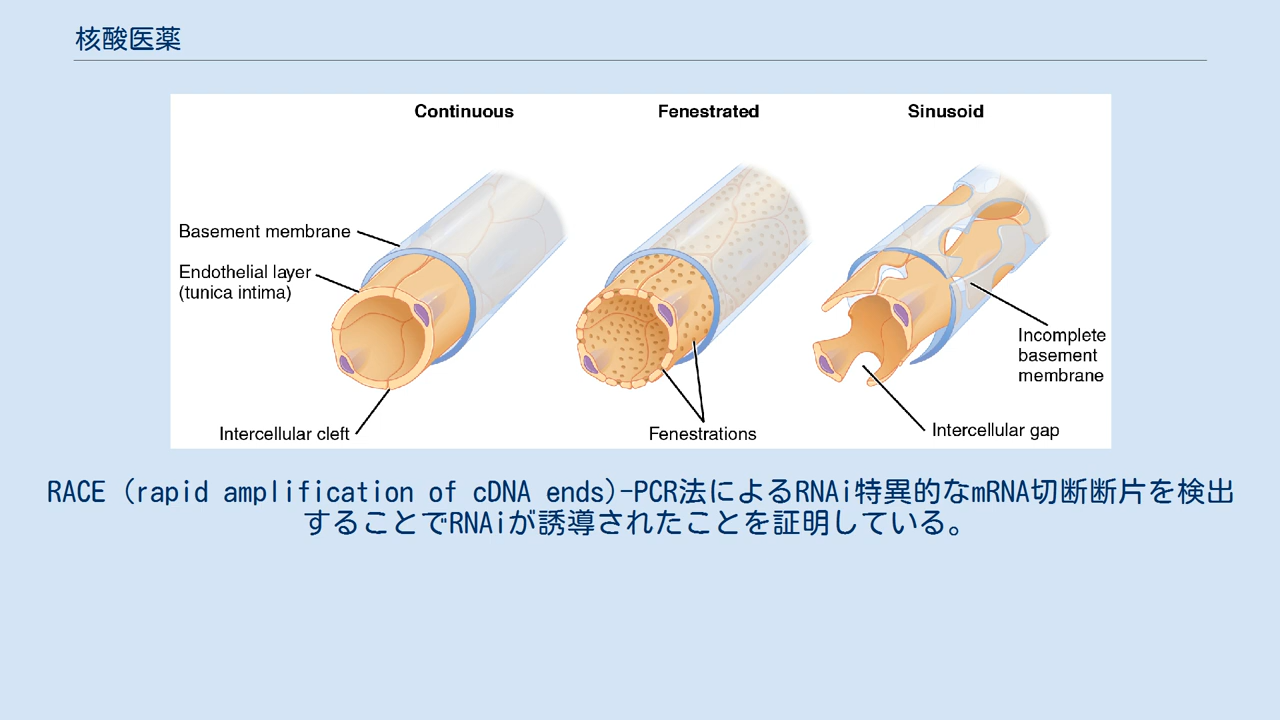 核酸医薬
Continuous
Fenestrated
Sinusoid
Basement membrane
Endothelial layer
(tunica intima)
Intercellular cleft
Fenestrations
Incomplete
basement
membrane
Intercellular gap
RACE (rapid amplification of cDNA ends)-PCR法によるRNAi特異的なmRNA切断断片を検出
することでRNAiが誘導されたことを証明している。